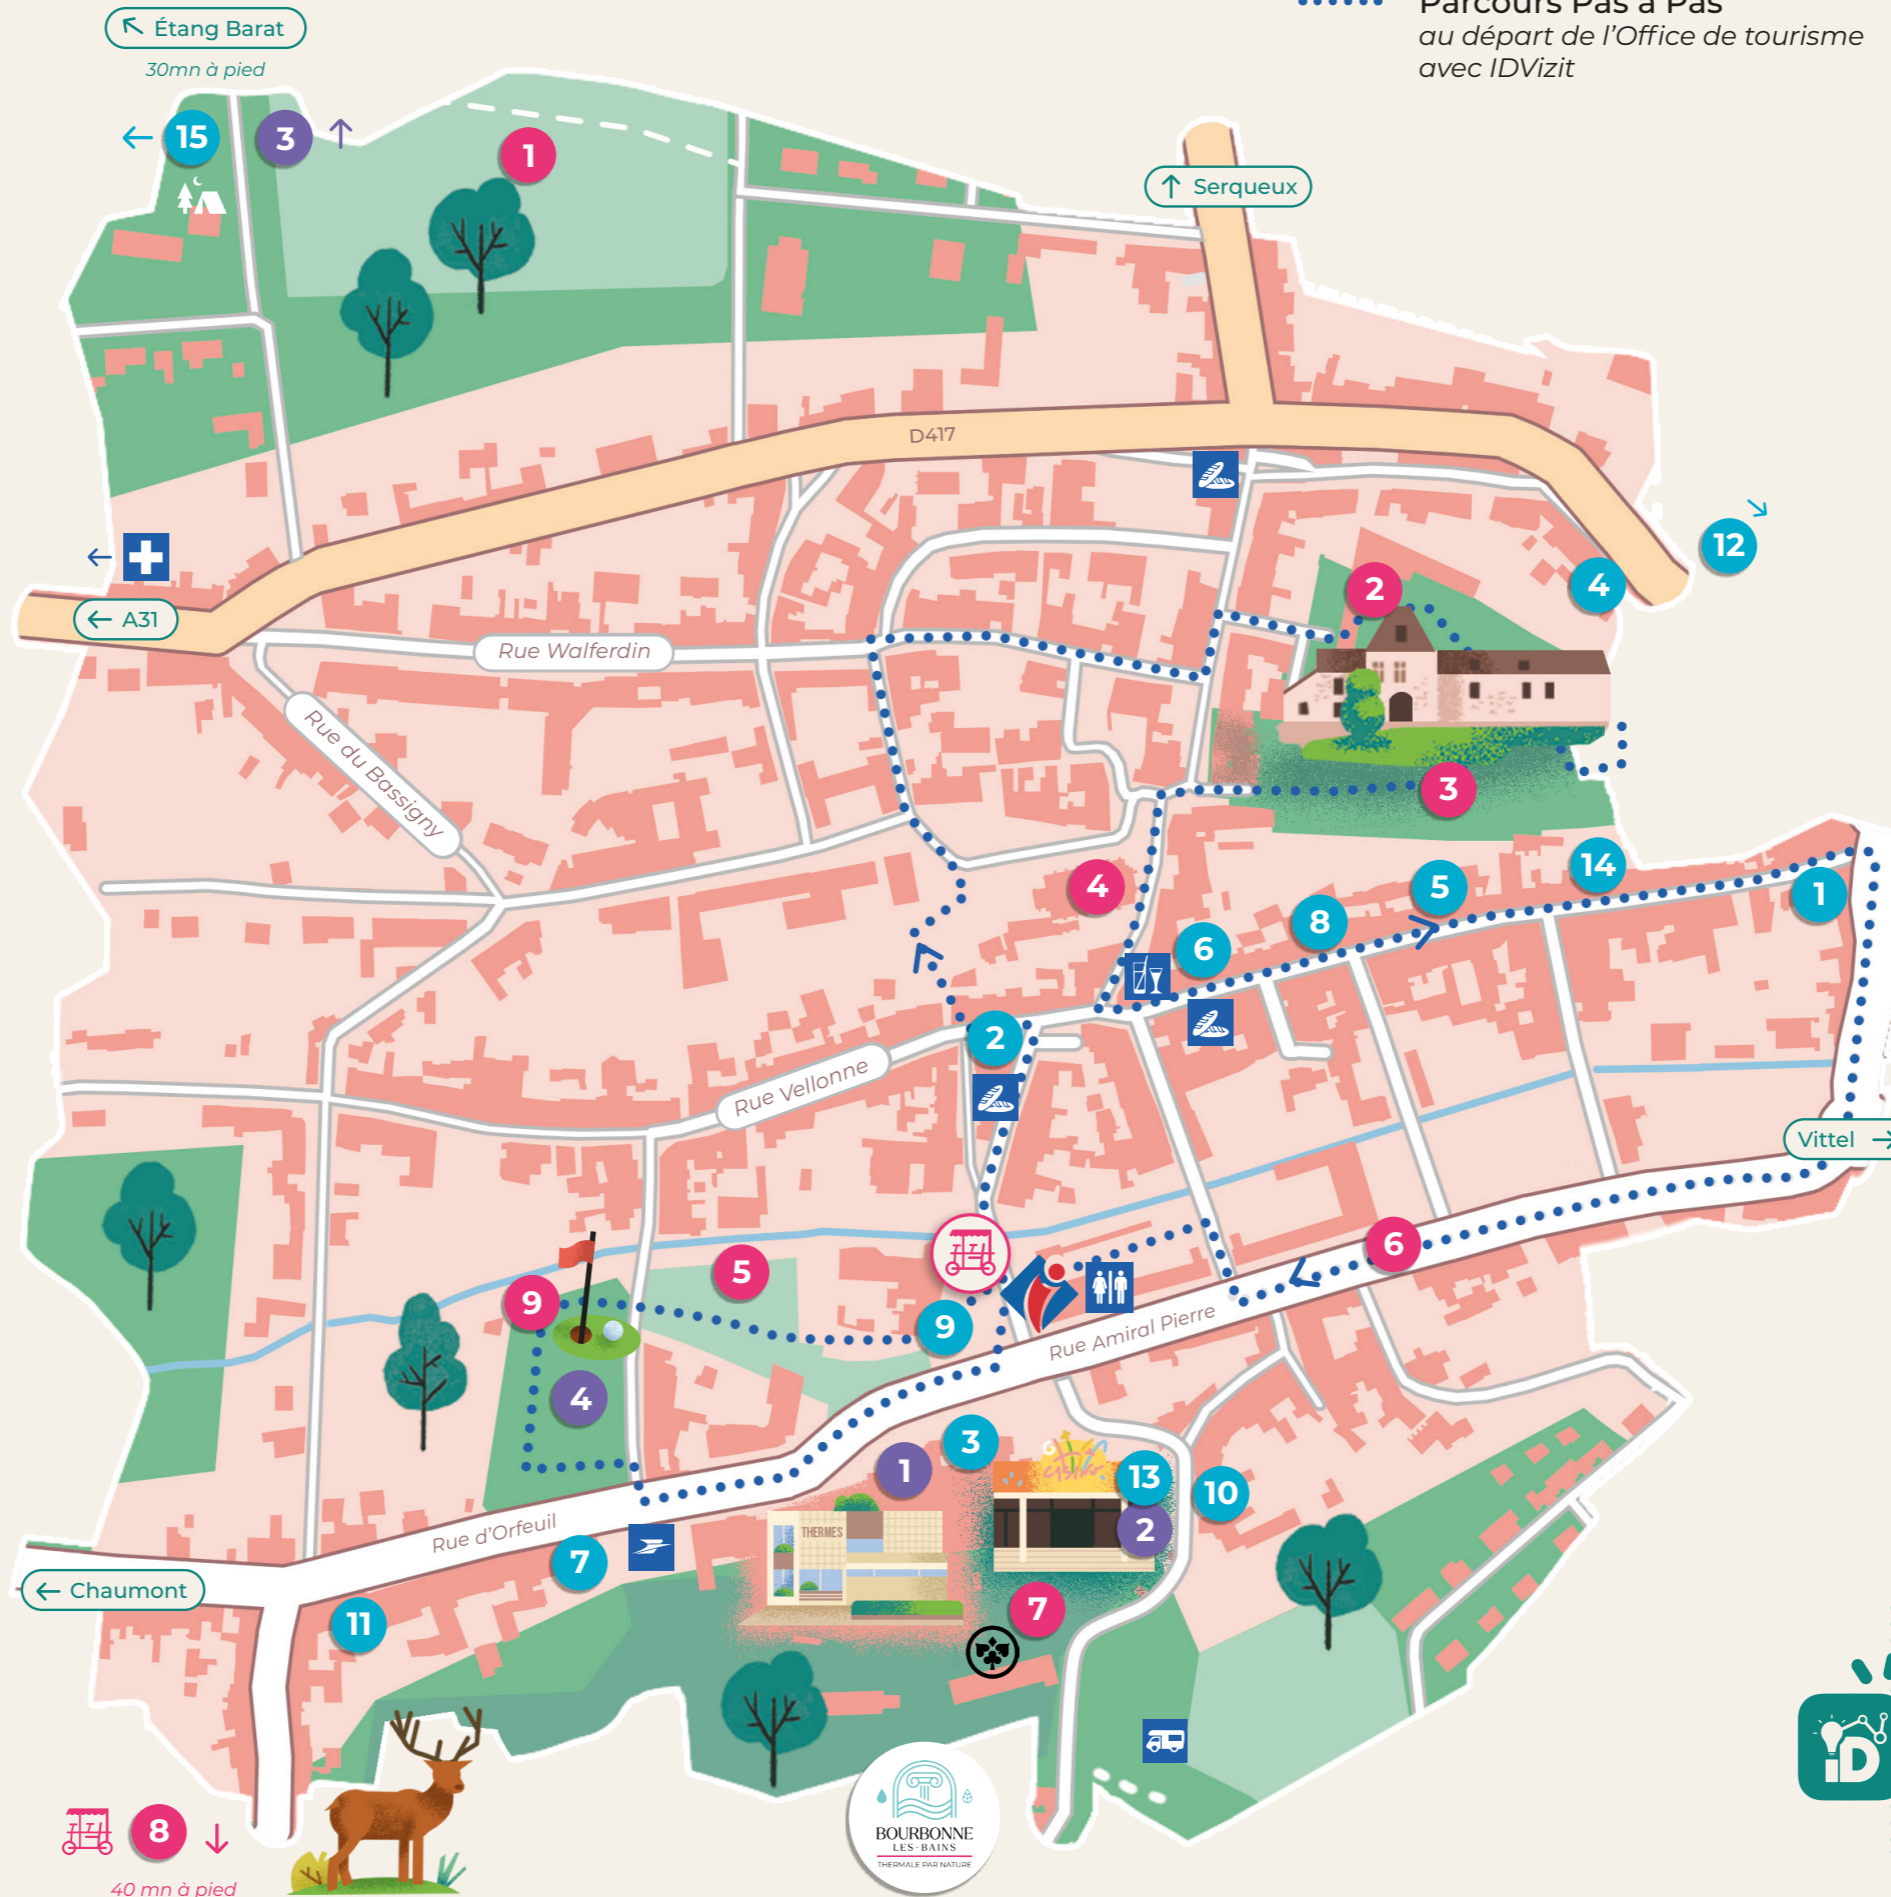 Parcours Pas à Pas
au départ de l'Office de tourisme
avec IDVizit
↖ Étang Barat
30mn à pied
← 15
3 ↑
1
↑ Serqueux
D417
12
4
← A31
2
Rue Walferdin
Rue du Bassigny
3
4
14
5
1
8
6
2
Rue Vellonne
Vittel →
6
5
9
9
Rue Amiral Pierre
4
3
1
casino
13
10
2
THERMES
Rue d'Orfeuil
7
← Chaumont
7
11
iD
8 ↓
40 mn à pied
BOURBONNE
LES-BAINS
THERMALE PAR NATURE